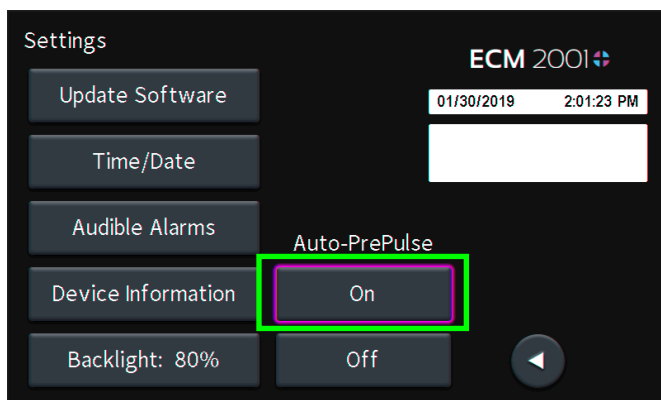 Settings
ECM 2001
Update Software
01/30/2019 2:01:23 PM
Time/Date
Audible Alarms
Auto-PrePulse
Device Information
On
Backlight: 80%
Off